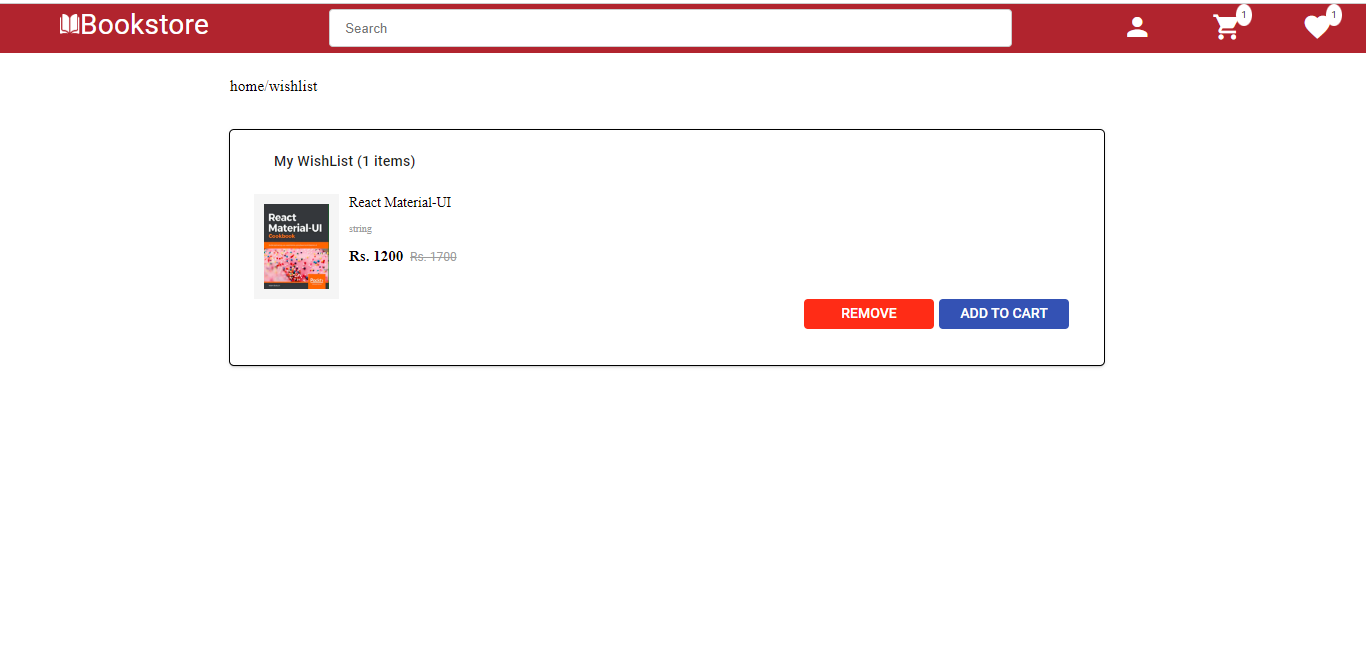 Bookstore
Search
1
1
home/wishlist
My WishList (1 items)
React Material-UI
string
Rs. 1200 Rs. 1700
React
Material-UI
Cookbook
REMOVE ADD TO CART